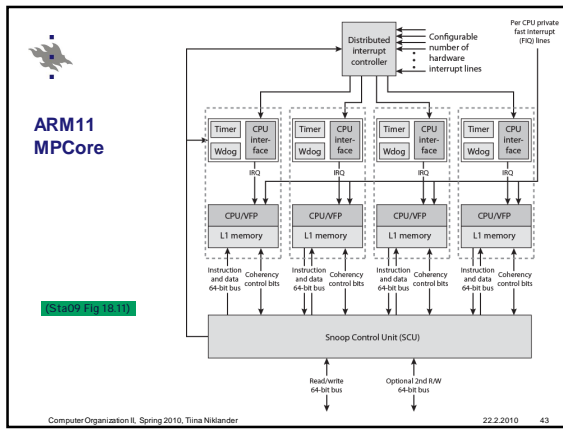 ARM11
MPCore
(Sta09 Fig 18.11)
Distributed
interrupt
controller
Configurable
number of
hardware
interrupt lines
Per CPU private
fast Interrupt
(FIQ) lines
Timer
Wdog
CPU
inter-
face
IRQ
Timer
Wdog
CPU
inter-
face
IRQ
Timer
Wdog
CPU
inter-
face
IRQ
Timer
Wdog
CPU
inter-
face
IRQ
CPU/VFP
L1 memory
CPU/VFP
L1 memory
CPU/VFP
L1 memory
CPU/VFP
L1 memory
Instruction
and data
64-bit bus
Coherency
control bits
Instruction
and data
64-bit bus
Coherency
control bits
Instruction
and data
64-bit bus
Coherency
control bits
Instruction
and data
64-bit bus
Coherency
control bits
Snoop Control Unit (SCU)
Read/write
64-bit bus
Optional 2nd R/W
64-bit bus
Computer Organization II, Spring 2010, Tiina Niklander
22.2.2010
43